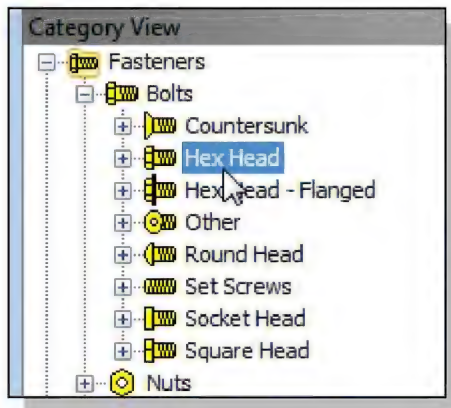 Category View
Fasteners
Bolts
Countersunk
Hex Head
Hex Head - Flanged
Other
Round Head
Set Screws
Socket Head
Square Head
Nuts